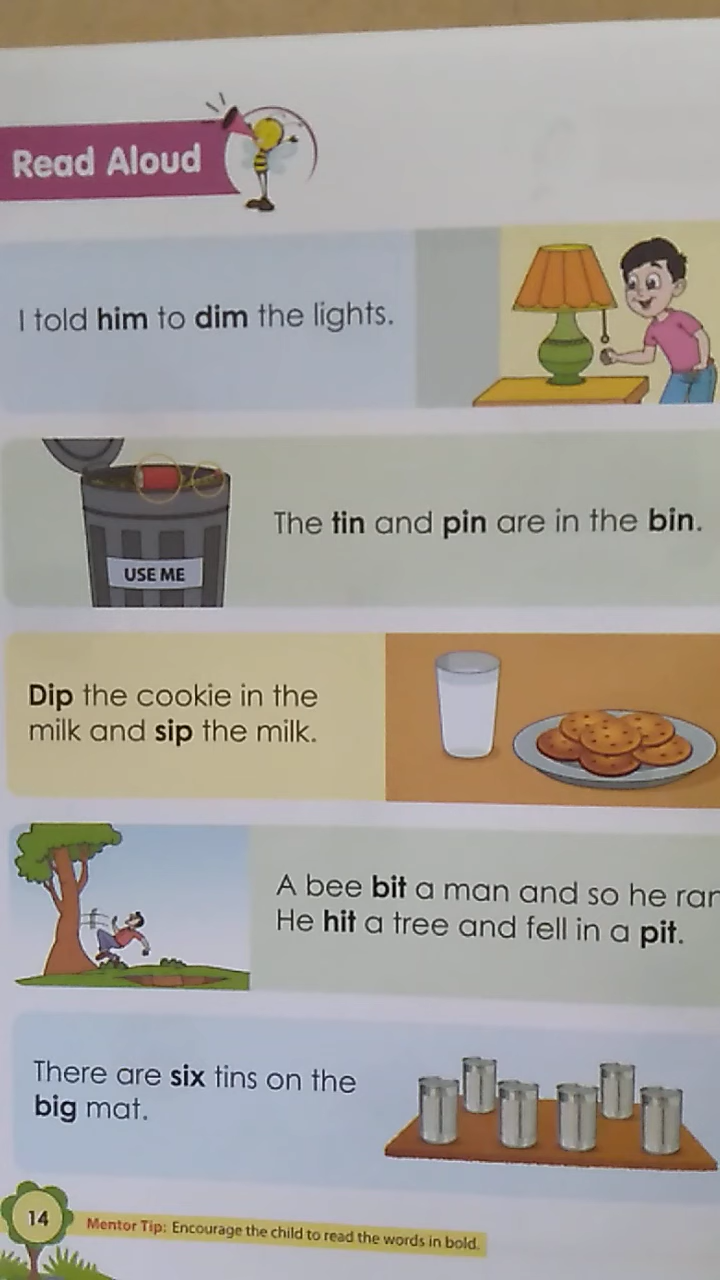 Read Aloud
I told him to dim the lights.
USE ME
The tin and pin are in the bin.
Dip the cookie in the
milk and sip the milk.
A bee bit a man and so he
He hit a tree and fell in a pit.
There are six tins on the
big mat.
14
Mentor Tip: Encourage the child to read the words in bold.